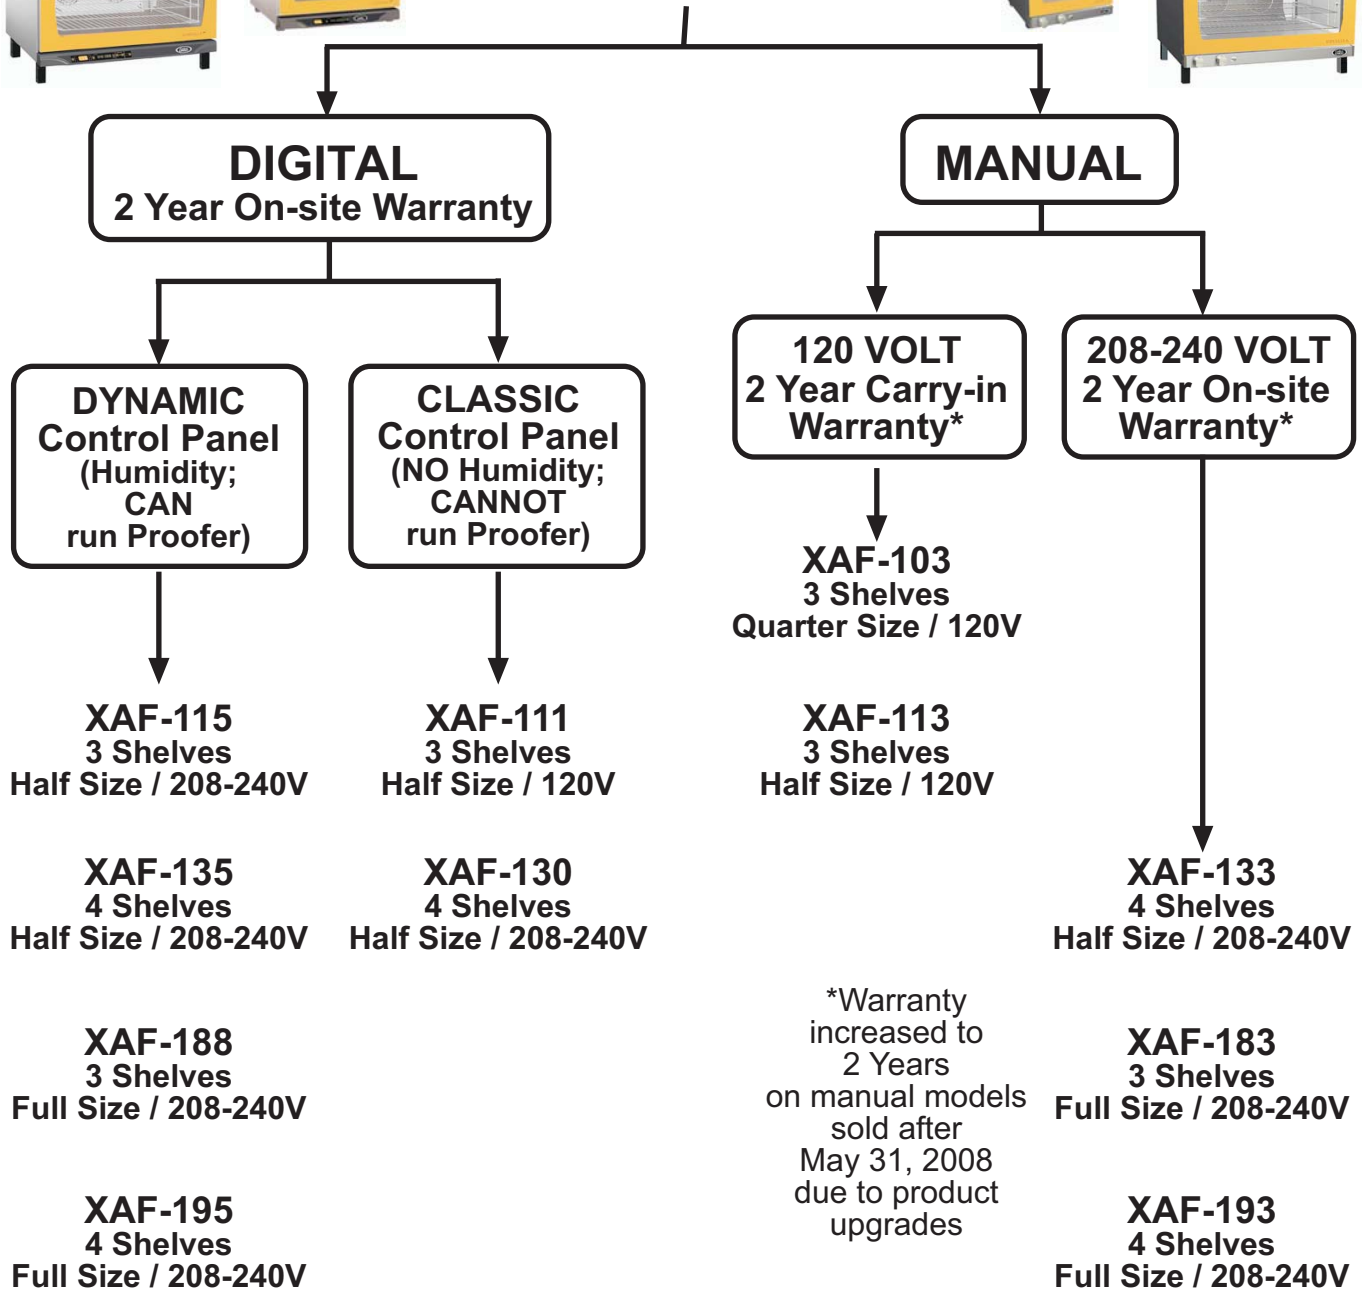 DIGITAL
2 Year On-site Warranty
MANUAL
DYNAMIC
Control Panel
(Humidity;
CAN
run Proofer)
CLASSIC
Control Panel
(NO Humidity;
CANNOT
run Proofer)
120 VOLT
2 Year Carry-in
Warranty*
208-240 VOLT
2 Year On-site
Warranty*
XAF-115
3 Shelves
Half Size / 208-240V
XAF-135
4 Shelves
Half Size / 208-240V
XAF-188
3 Shelves
Full Size / 208-240V
XAF-195
4 Shelves
Full Size / 208-240V
XAF-111
3 Shelves
Half Size / 120V
XAF-130
4 Shelves
Half Size / 208-240V
XAF-103
3 Shelves
Quarter Size / 120V
XAF-113
3 Shelves
Half Size / 120V
*Warranty
increased to
2 Years
on manual models
sold after
May 31, 2008
due to product
upgrades
XAF-133
4 Shelves
Half Size / 208-240V
XAF-183
3 Shelves
Full Size / 208-240V
XAF-193
4 Shelves
Full Size / 208-240V